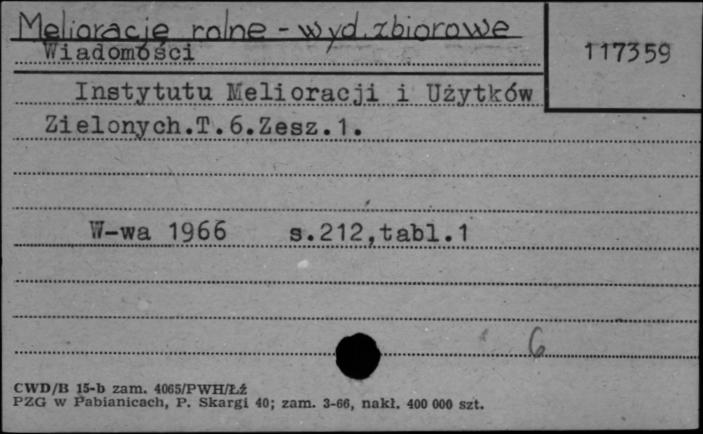 Melioracje rolne - wyd. zbiorowe
117359
Wiadomości
Instytutu Melioracji i Użytków
Zielonych.T.6.Zesz.1.
W-wa 1966 s.212,tabl.1
6
CWD/B 15-b zam. 4065/PWH/Łź
PZG w Pabianicach, P. Skargi 40; zam. 3-66, nakł. 400 000 szt.